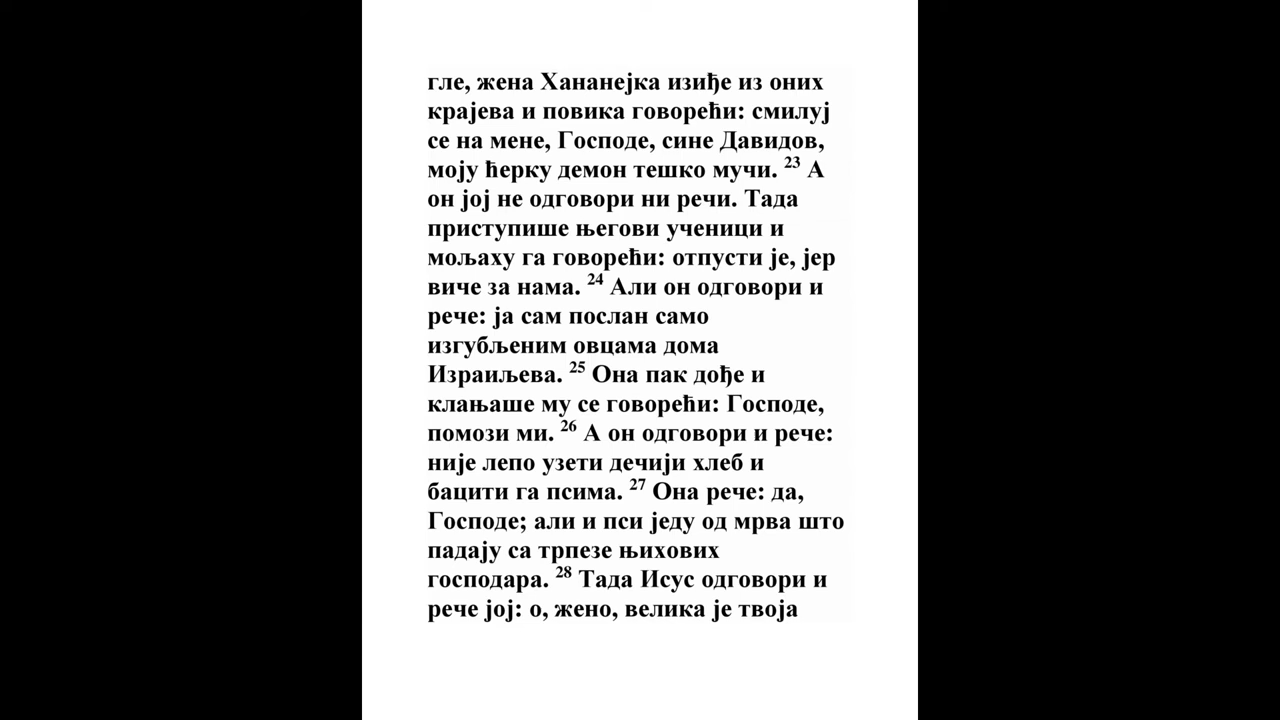 гле, жена Хананејка изиђе из оних
крајева и повика говорећи: смилуј
се на мене, Господе, сине Давидов,
моју ћерку демон тешко мучи. 23 А
он јој не одговори ни речи. Тада
приступише његови ученици и
мољаху га говорећи: отпусти је, јер
виче за нама. 24 Али он одговори и
рече: ја сам послан само
изгубљеним овцама дома
Израиљева. 25 Она пак дође и
клањаше му се говорећи: Господе,
помози ми. 26 А он одговори и рече:
није лепо узети дечији хлеб и
бацити га псима. 27 Она рече: да,
Господе; али и пси једу од мрва што
падају са трпезе њихових
господара. 28 Тада Исус одговори и
рече јој: о, жено, велика је твоја